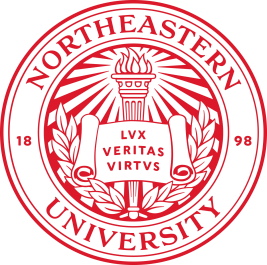 NORTHEASTERN
LVX
VERITAS
VIRTVS
18 98
UNIVERSITY